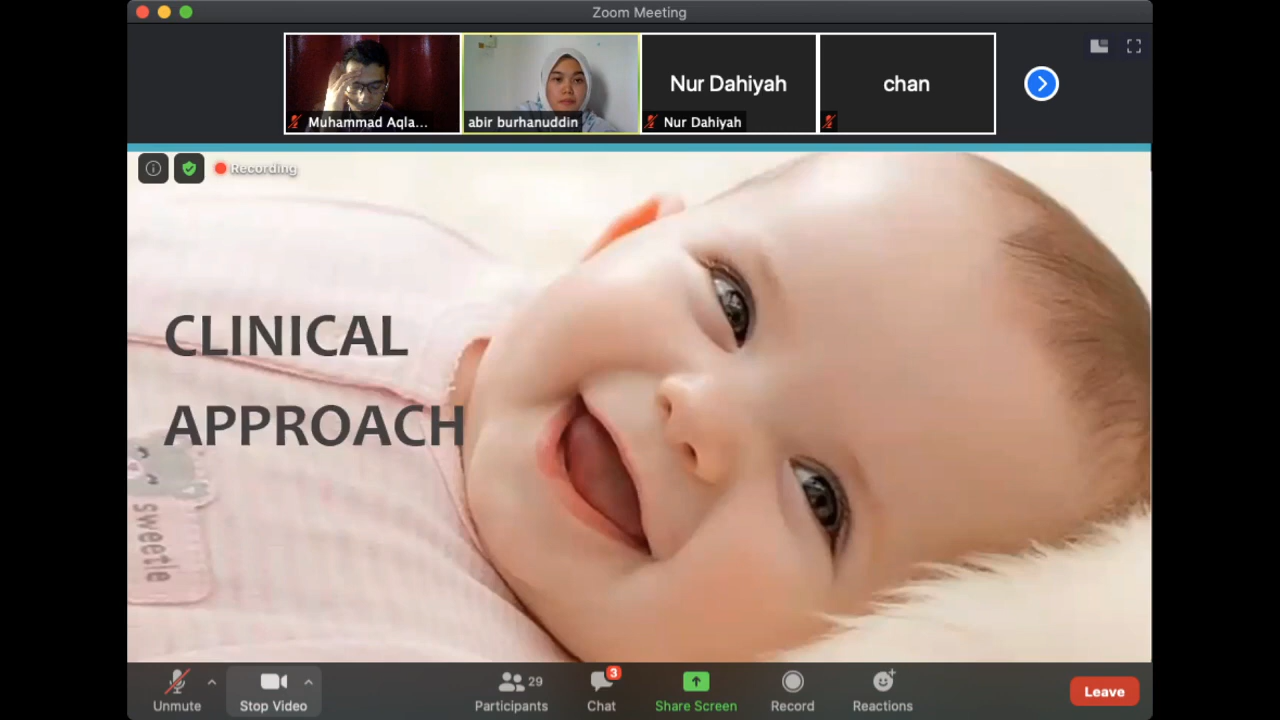 Zoom Meeting
Muhammad Aqla...
abir burhanuddin
Nur Dahiyah
Nur Dahiyah
chan
Recording
CLINICAL
APPROACH
sweetie
Unmute
Stop Video
Participants
29
Chat
3
Share Screen
Record
Reactions
Leave